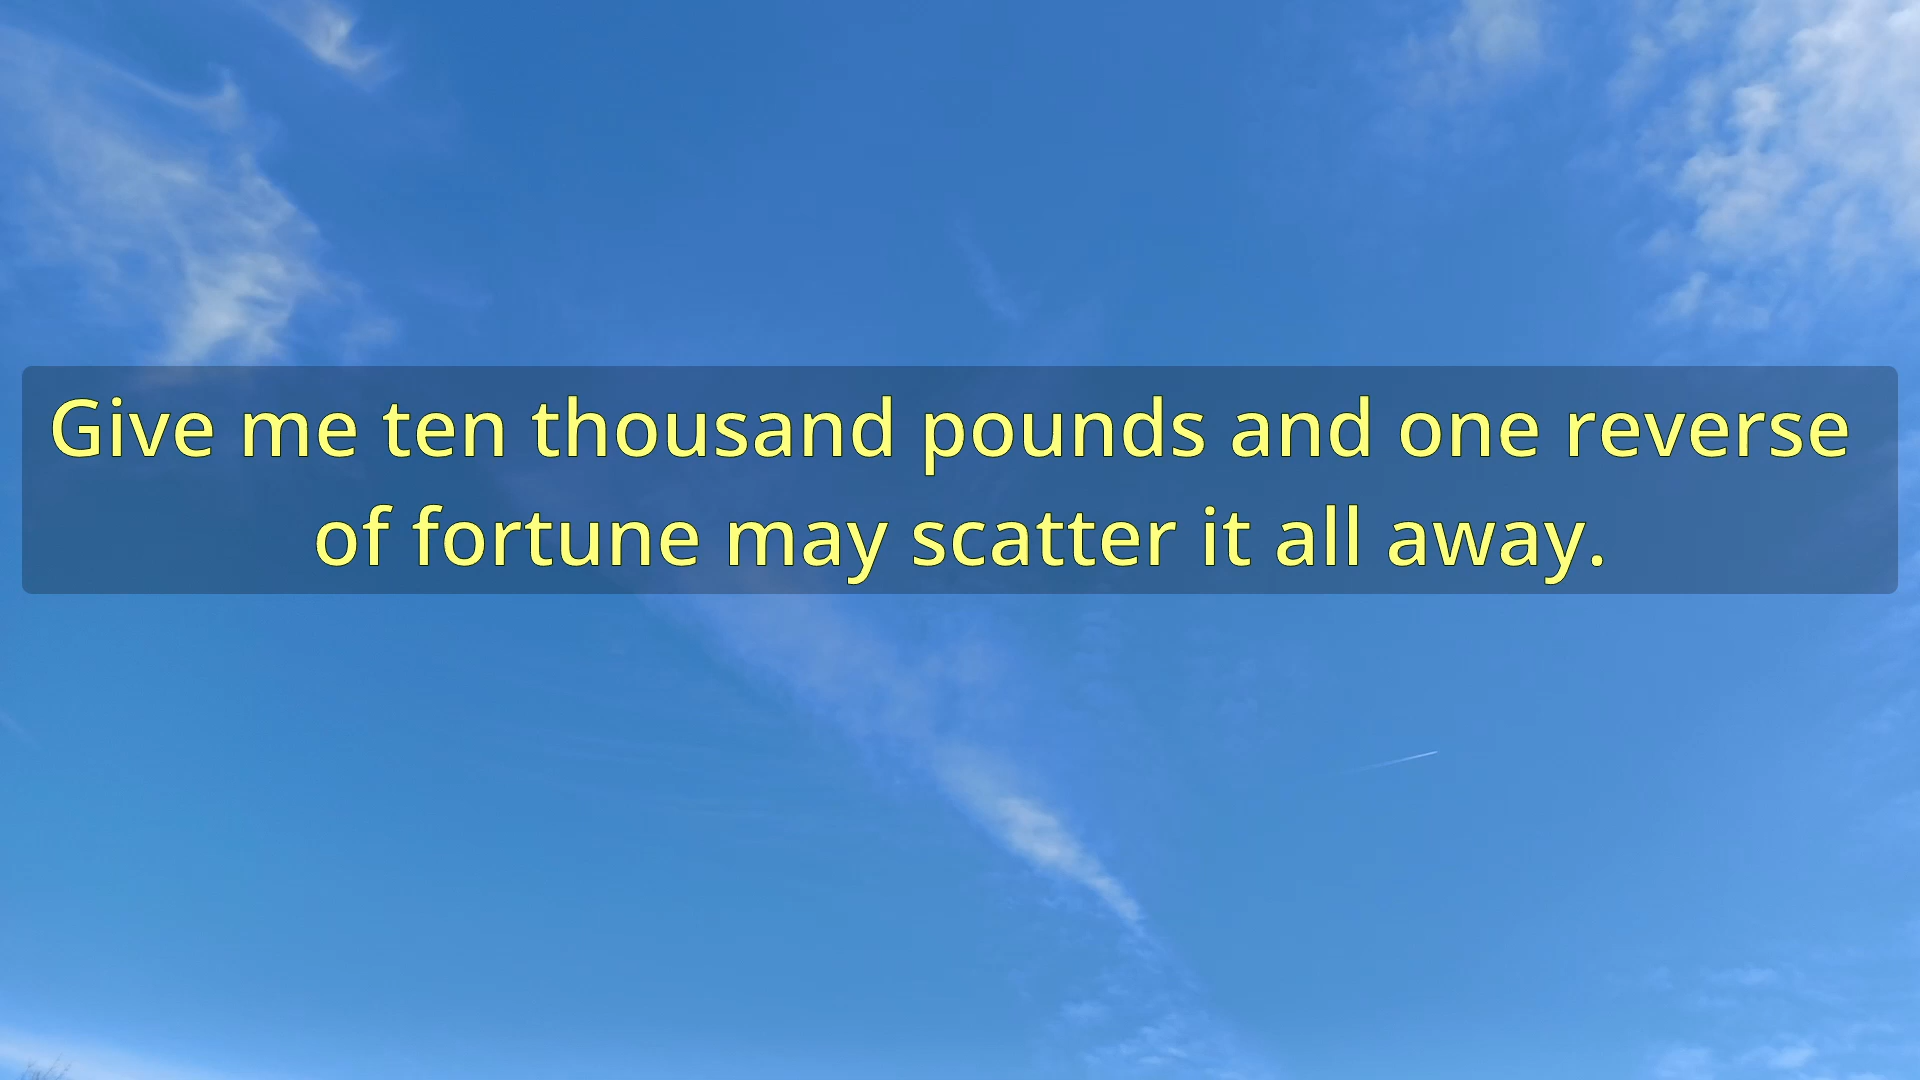 Give me ten thousand pounds and one reverse
of fortune may scatter it all away.